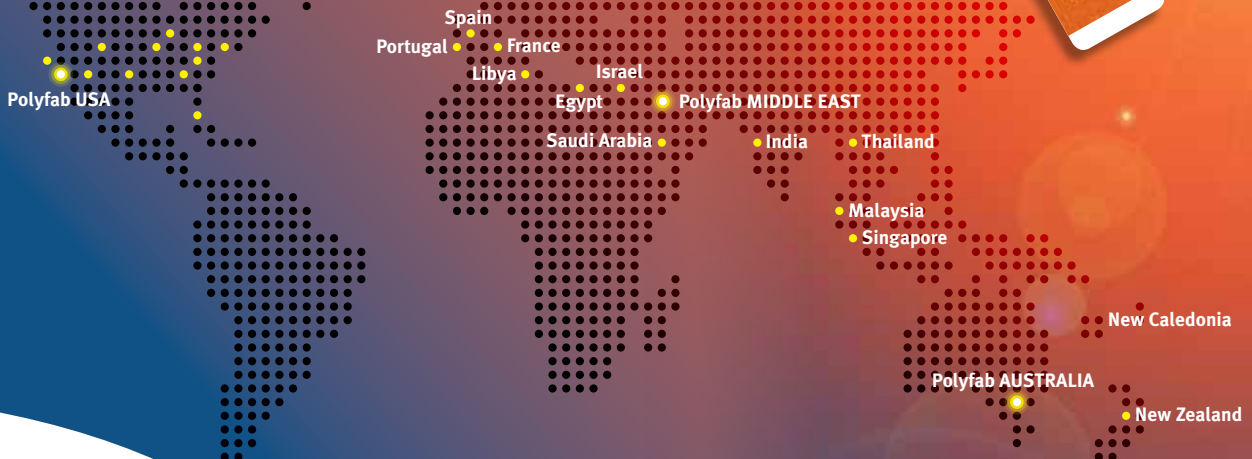 Spain
Portugal
France
Libya
Israel
Polyfab USA
Egypt
Polyfab MIDDLE EAST
Saudi Arabia
India
Thailand
Malaysia
Singapore
New Caledonia
Polyfab AUSTRALIA
New Zealand